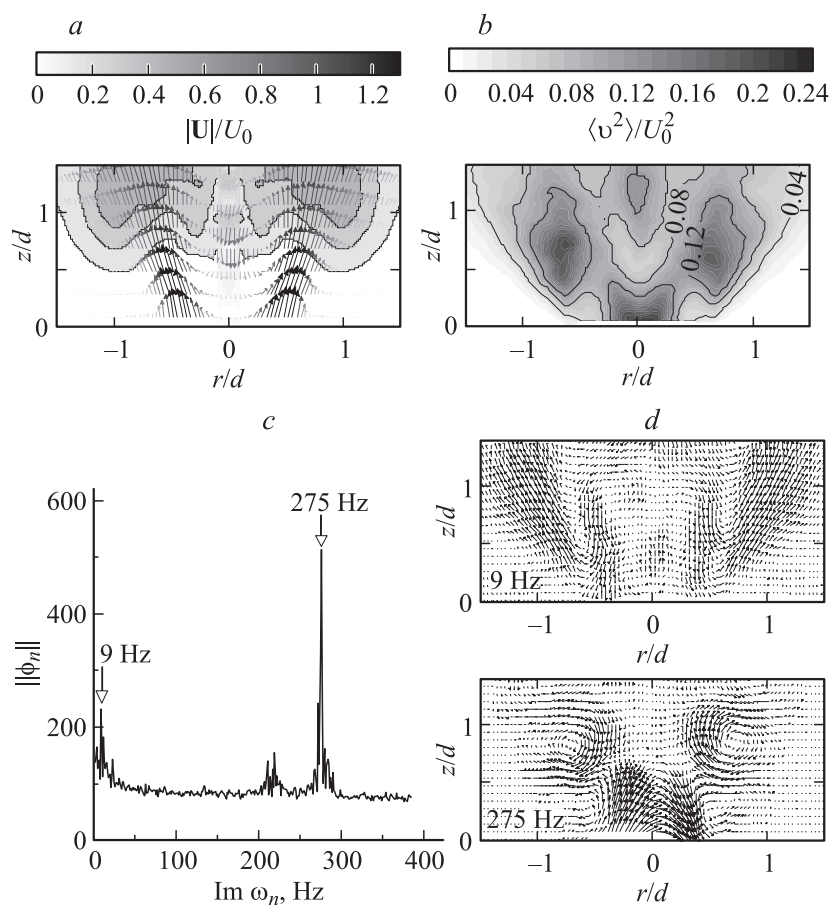 a
0 0.2 0.4 0.6 0.8 1 1.2
|U|/U₀
b
0 0.04 0.08 0.12 0.16 0.2 0.24
⟨υ²⟩/U₀²
z/d
1
0
–1 0 1
r/d
z/d
1
0
0.04
0.08
0.12
–1 0 1
r/d
c
||ϕₙ||
600
400
200
0
9 Hz
275 Hz
0 100 200 300 400
Im ωₙ, Hz
d
z/d
1
0
9 Hz
–1 0 1
r/d
z/d
1
0
275 Hz
–1 0 1
r/d